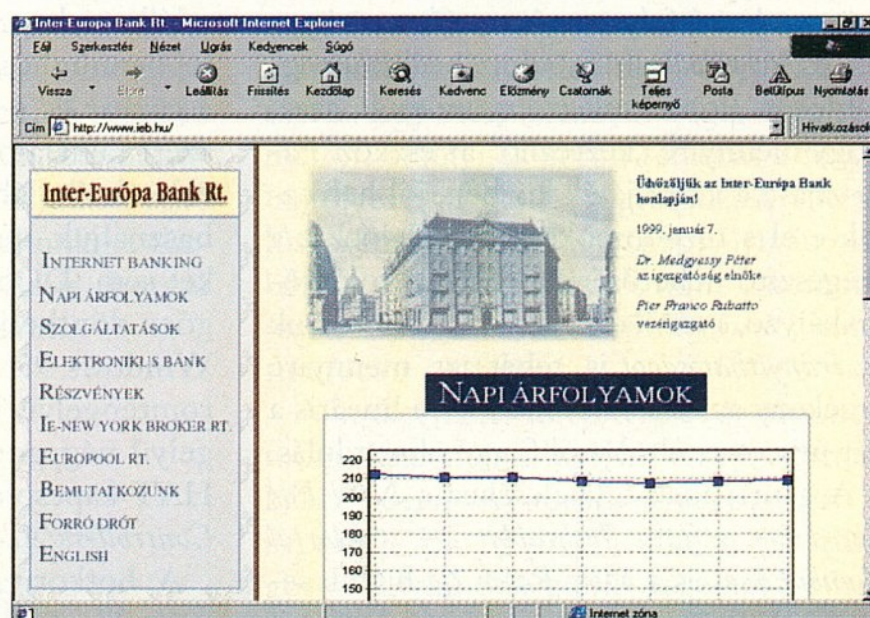 Inter-Europa Bank Rt. - Microsoft Internet Explorer
Fájl Szerkesztés Nézet Ugrás Kedvencek Súgó
Vissza Előre Leállítás Frissítés Kezdőlap Keresés Kedvenc Előzmény Csatornák Teljes képernyő Posta Betűtípus Nyomtatás
Cím http://www.ieb.hu/ Hivatkozások
Inter-Európa Bank Rt.
INTERNET BANKING
NAPI ÁRFOLYAMOK
SZOLGÁLTATÁSOK
ELEKTRONIKUS BANK
RÉSZVÉNYEK
IE-NEW YORK BROKER RT.
EUROPOOL RT.
BEMUTATKOZUNK
FORRÓ DRÓT
ENGLISH
Üdvözöljük az Inter-Európa Bank
honlapján!
1999. január 7.
Dr. Medgyessy Péter
az igazgatóság elnöke
Pier Franco Rubatto
vezérigazgató
NAPI ÁRFOLYAMOK
220
210
200
190
180
170
160
150
Internet zóna